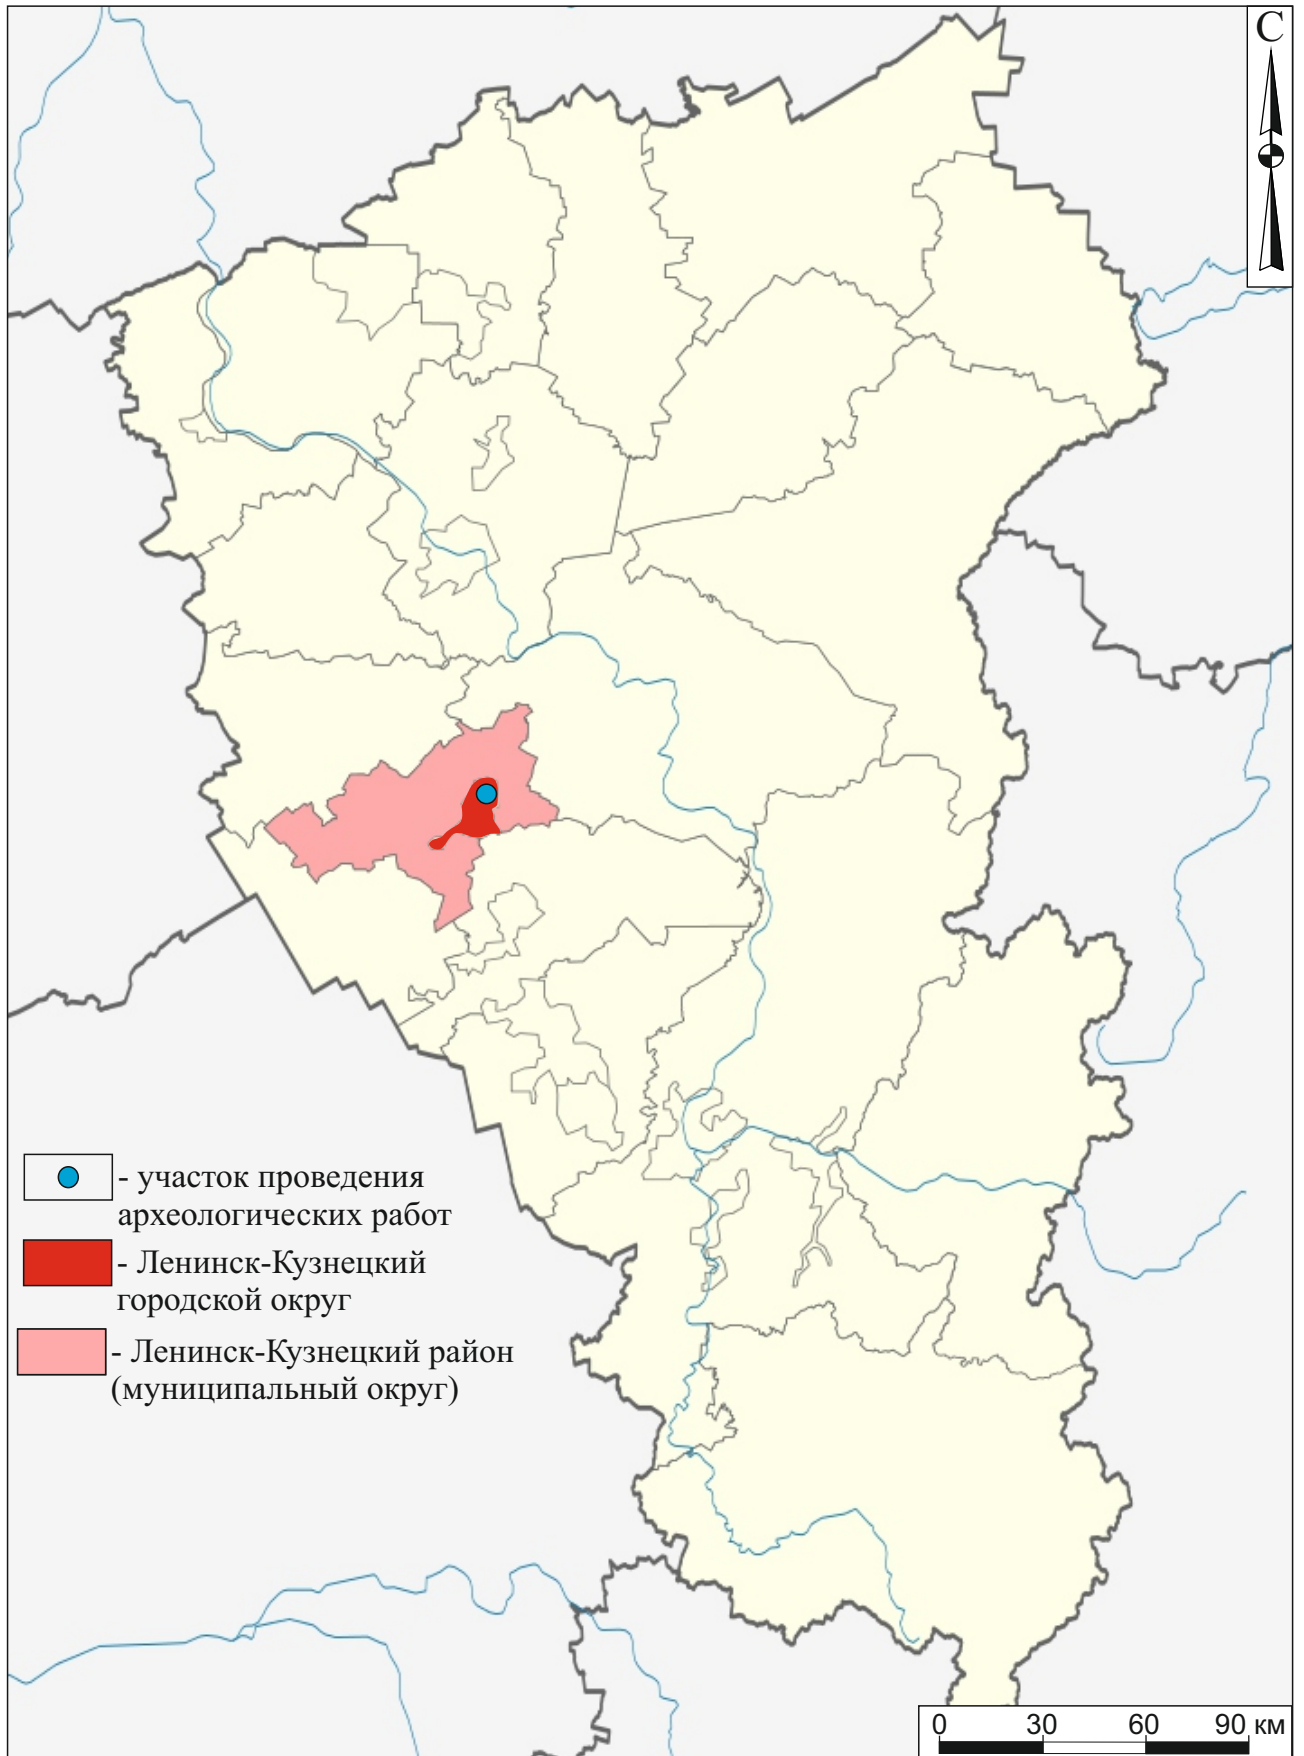 С
- участок проведения
археологических работ
- Ленинск-Кузнецкий
городской округ
- Ленинск-Кузнецкий район
(муниципальный округ)
0 30 60 90 км